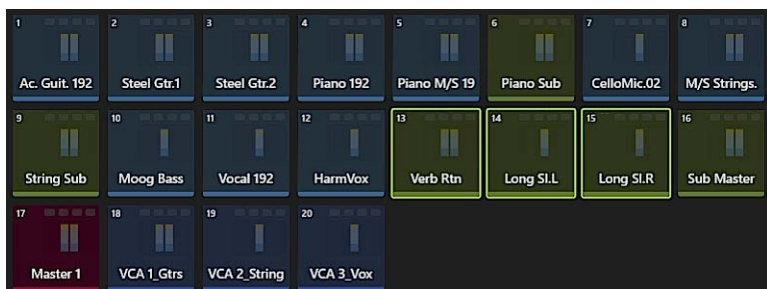 1 2 3 4 5 6 7 8
Ac. Guit. 192 Steel Gtr.1 Steel Gtr.2 Piano 192 Piano M/S 19 Piano Sub CelloMic.02 M/S Strings.
9 10 11 12 13 14 15 16
String Sub Moog Bass Vocal 192 HarmVox Verb Rtn Long Sl.L Long Sl.R Sub Master
17 18 19 20
Master 1 VCA 1_Gtrs VCA 2_String VCA 3_Vox